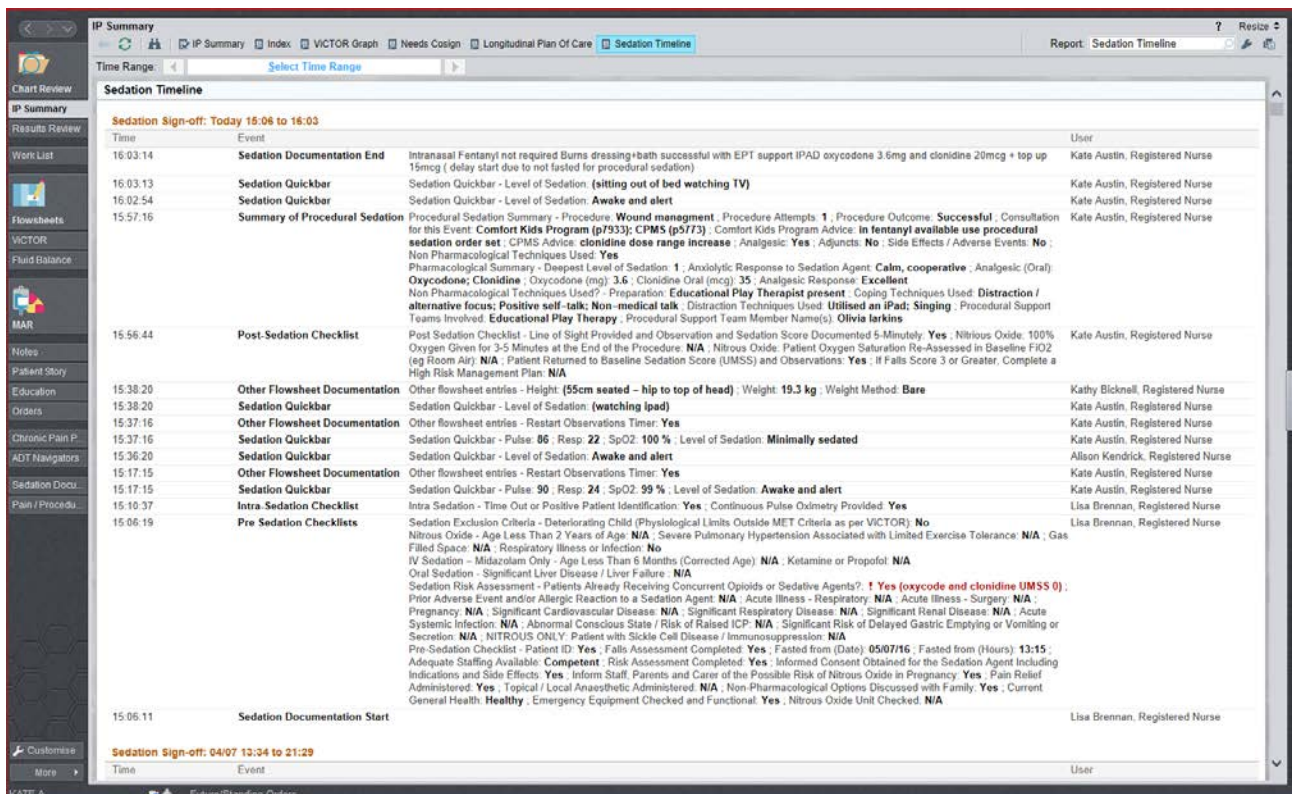 IP Summary
? Resize
IP Summary Index ViCTOR Graph Needs Cosign Longitudinal Plan Of Care Sedation Timeline
Report: Sedation Timeline
Time Range: Select Time Range
Chart Review
IP Summary
Results Review
Work List
Flowsheets
ViCTOR
Fluid Balance
MAR
Notes
Patient Story
Education
Orders
Chronic Pain P...
ADT Navigators
Sedation Docu...
Pain / Procedu...
Customise
More
Sedation Timeline
Sedation Sign-off: Today 15:06 to 16:03
Time Event User
16:03:14 Sedation Documentation End Intranasal Fentanyl not required Burns dressing+bath successful with EPT support IPAD oxycodone 3.6mg and clonidine 20mcg + top up Kate Austin, Registered Nurse
15mcg ( delay start due to not fasted for procedural sedation)
16:03:13 Sedation Quickbar Sedation Quickbar - Level of Sedation: (sitting out of bed watching TV) Kate Austin, Registered Nurse
16:02:54 Sedation Quickbar Sedation Quickbar - Level of Sedation: Awake and alert Kate Austin, Registered Nurse
15:57:16 Summary of Procedural Sedation Procedural Sedation Summary - Procedure: Wound managment ; Procedure Attempts: 1 ; Procedure Outcome: Successful ; Consultation Kate Austin, Registered Nurse
for this Event: Comfort Kids Program (p7933); CPMS (p5773) ; Comfort Kids Program Advice: in fentanyl available use procedural
sedation order set ; CPMS Advice: clonidine dose range increase ; Analgesic: Yes ; Adjuncts: No ; Side Effects / Adverse Events: No ;
Non Pharmacological Techniques Used: Yes
Pharmacological Summary - Deepest Level of Sedation: 1 ; Anxiolytic Response to Sedation Agent: Calm, cooperative ; Analgesic (Oral):
Oxycodone; Clonidine ; Oxycodone (mg): 3.6 ; Clonidine Oral (mcg): 35 ; Analgesic Response: Excellent
Non Pharmacological Techniques Used? - Preparation: Educational Play Therapist present ; Coping Techniques Used: Distraction /
alternative focus; Positive self-talk; Non-medical talk ; Distraction Techniques Used: Utilised an iPad; Singing ; Procedural Support
Teams Involved: Educational Play Therapy ; Procedural Support Team Member Name(s): Olivia larkins
15:56:44 Post-Sedation Checklist Post Sedation Checklist - Line of Sight Provided and Observation and Sedation Score Documented 5-Minutely: Yes ; Nitrious Oxide: 100% Kate Austin, Registered Nurse
Oxygen Given for 3-5 Minutes at the End of the Procedure: N/A ; Nitrous Oxide: Patient Oxygen Saturation Re-Assessed in Baseline FiO2
(eg Room Air): N/A ; Patient Returned to Baseline Sedation Score (UMSS) and Observations: Yes ; If Falls Score 3 or Greater, Complete a
High Risk Management Plan: N/A
15:38:20 Other Flowsheet Documentation Other flowsheet entries - Height: (55cm seated – hip to top of head) ; Weight: 19.3 kg ; Weight Method: Bare Kathy Bicknell, Registered Nurse
15:38:20 Sedation Quickbar Sedation Quickbar - Level of Sedation: (watching ipad) Kate Austin, Registered Nurse
15:37:16 Other Flowsheet Documentation Other flowsheet entries - Restart Observations Timer: Yes Kate Austin, Registered Nurse
15:37:16 Sedation Quickbar Sedation Quickbar - Pulse: 86 ; Resp: 22 ; SpO2: 100 % ; Level of Sedation: Minimally sedated Kate Austin, Registered Nurse
15:36:20 Sedation Quickbar Sedation Quickbar - Level of Sedation: Awake and alert Alison Kendrick, Registered Nurse
15:17:15 Other Flowsheet Documentation Other flowsheet entries - Restart Observations Timer: Yes Kate Austin, Registered Nurse
15:17:15 Sedation Quickbar Sedation Quickbar - Pulse: 90 ; Resp: 24 ; SpO2: 99 % ; Level of Sedation: Awake and alert Kate Austin, Registered Nurse
15:10:37 Intra-Sedation Checklist Intra Sedation - Time Out or Positive Patient Identification: Yes ; Continuous Pulse Oximetry Provided: Yes Lisa Brennan, Registered Nurse
15:06:19 Pre Sedation Checklists Sedation Exclusion Criteria - Deteriorating Child (Physiological Limits Outside MET Criteria as per ViCTOR): No Lisa Brennan, Registered Nurse
Nitrous Oxide - Age Less Than 2 Years of Age: N/A ; Severe Pulmonary Hypertension Associated with Limited Exercise Tolerance: N/A ; Gas
Filled Space: N/A ; Respiratory Illness or Infection: No
IV Sedation – Midazolam Only - Age Less Than 6 Months (Corrected Age): N/A ; Ketamine or Propofol: N/A
Oral Sedation - Significant Liver Disease / Liver Failure : N/A
Sedation Risk Assessment - Patients Already Receiving Concurrent Opioids or Sedative Agents?: ! Yes (oxycode and clonidine UMSS 0) ;
Prior Adverse Event and/or Allergic Reaction to a Sedation Agent: N/A ; Acute Illness - Respiratory: N/A ; Acute Illness - Surgery: N/A ;
Pregnancy: N/A ; Significant Cardiovascular Disease: N/A ; Significant Respiratory Disease: N/A ; Significant Renal Disease: N/A ; Acute
Systemic Infection: N/A ; Abnormal Conscious State / Risk of Raised ICP: N/A ; Significant Risk of Delayed Gastric Emptying or Vomiting or
Secretion: N/A ; NITROUS ONLY: Patient with Sickle Cell Disease / Immunosuppression: N/A
Pre-Sedation Checklist - Patient ID: Yes ; Falls Assessment Completed: Yes ; Fasted from (Date): 05/07/16 ; Fasted from (Hours): 13:15 ;
Adequate Staffing Available: Competent ; Risk Assessment Completed: Yes ; Informed Consent Obtained for the Sedation Agent Including
Indications and Side Effects: Yes ; Inform Staff, Parents and Carer of the Possible Risk of Nitrous Oxide in Pregnancy: Yes ; Pain Relief
Administered: Yes ; Topical / Local Anaesthetic Administered: N/A ; Non-Pharmacological Options Discussed with Family: Yes ; Current
General Health: Healthy ; Emergency Equipment Checked and Functional: Yes ; Nitrous Oxide Unit Checked: N/A
15:06:11 Sedation Documentation Start Lisa Brennan, Registered Nurse
Sedation Sign-off: 04/07 13:34 to 21:29
Time Event User
KATE A. Future/Standing Orders